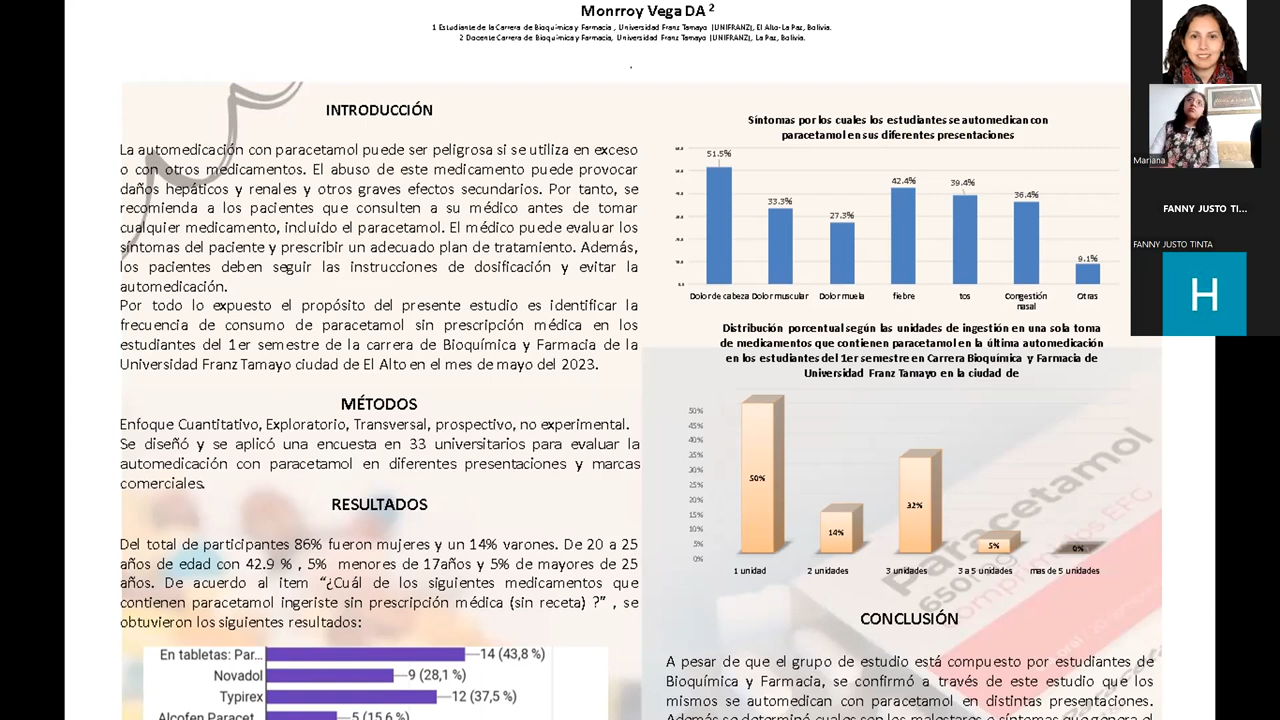 Monrroy Vega DA 2
1 Estudiante de la Carrera de Bioquímica y Farmacia , Universidad Franz Tamayo (UNIFRANZ), El Alto-La Paz, Bolivia.
2 Docente Carrera de Bioquímica y Farmacia, Universidad Franz Tamayo (UNIFRANZ), La Paz, Bolivia.
.
INTRODUCCIÓN
La automedicación con paracetamol puede ser peligrosa si se utiliza en exceso
o con otros medicamentos. El abuso de este medicamento puede provocar
daños hepáticos y renales y otros graves efectos secundarios. Por tanto, se
recomienda a los pacientes que consulten a su médico antes de tomar
cualquier medicamento, incluido el paracetamol. El médico puede evaluar los
síntomas del paciente y prescribir un adecuado plan de tratamiento. Además,
los pacientes deben seguir las instrucciones de dosificación y evitar la
automedicación.
Por todo lo expuesto el propósito del presente estudio es identificar la
frecuencia de consumo de paracetamol sin prescripción médica en los
estudiantes del 1er semestre de la carrera de Bioquímica y Farmacia de la
Universidad Franz Tamayo ciudad de El Alto en el mes de mayo del 2023.
MÉTODOS
Enfoque Cuantitativo, Exploratorio, Transversal, prospectivo, no experimental.
Se diseñó y se aplicó una encuesta en 33 universitarios para evaluar la
automedicación con paracetamol en diferentes presentaciones y marcas
comerciales.
RESULTADOS
Del total de participantes 86% fueron mujeres y un 14% varones. De 20 a 25
años de edad con 42.9 % , 5% menores de 17años y 5% de mayores de 25
años. De acuerdo al item "¿Cuál de los siguientes medicamentos que
contienen paracetamol ingeriste sin prescripción médica (sin receta) ?" , se
obtuvieron los siguientes resultados:
En tabletas: Par... 14 (43,8 %)
Novadol 9 (28,1 %)
Typirex 12 (37,5 %)
Alcofen Paracet. 5 (15,6 %)
Síntomas por los cuales los estudiantes se automedican con
paracetamol en sus diferentes presentaciones
51.5%
33.3%
27.3%
42.4%
39.4%
36.4%
9.1%
Dolor de cabeza Dolor muscular Dolor muela fiebre tos Congestión Otras
nasal
Distribución porcentual según las unidades de ingestión en una sola toma
de medicamentos que contienen paracetamol en la última automedicación
en los estudiantes del 1er semestre en Carrera Bioquímica y Farmacia de
Universidad Franz Tamayo en la ciudad de
50%
45%
40%
35%
30%
25%
20%
15%
10%
5%
0%
50%
14%
32%
5%
0%
1 unidad 2 unidades 3 unidades 3 a 5 unidades mas de 5 unidades
paracetamol
CONCLUSIÓN
A pesar de que el grupo de estudio está compuesto por estudiantes de
Bioquímica y Farmacia, se confirmó a través de este estudio que los
mismos se automedican con paracetamol en distintas presentaciones.
Además se determinó cuales son los malestares o síntomas que genera el
Mariana
FANNY JUSTO TI...
FANNY JUSTO TINTA
H